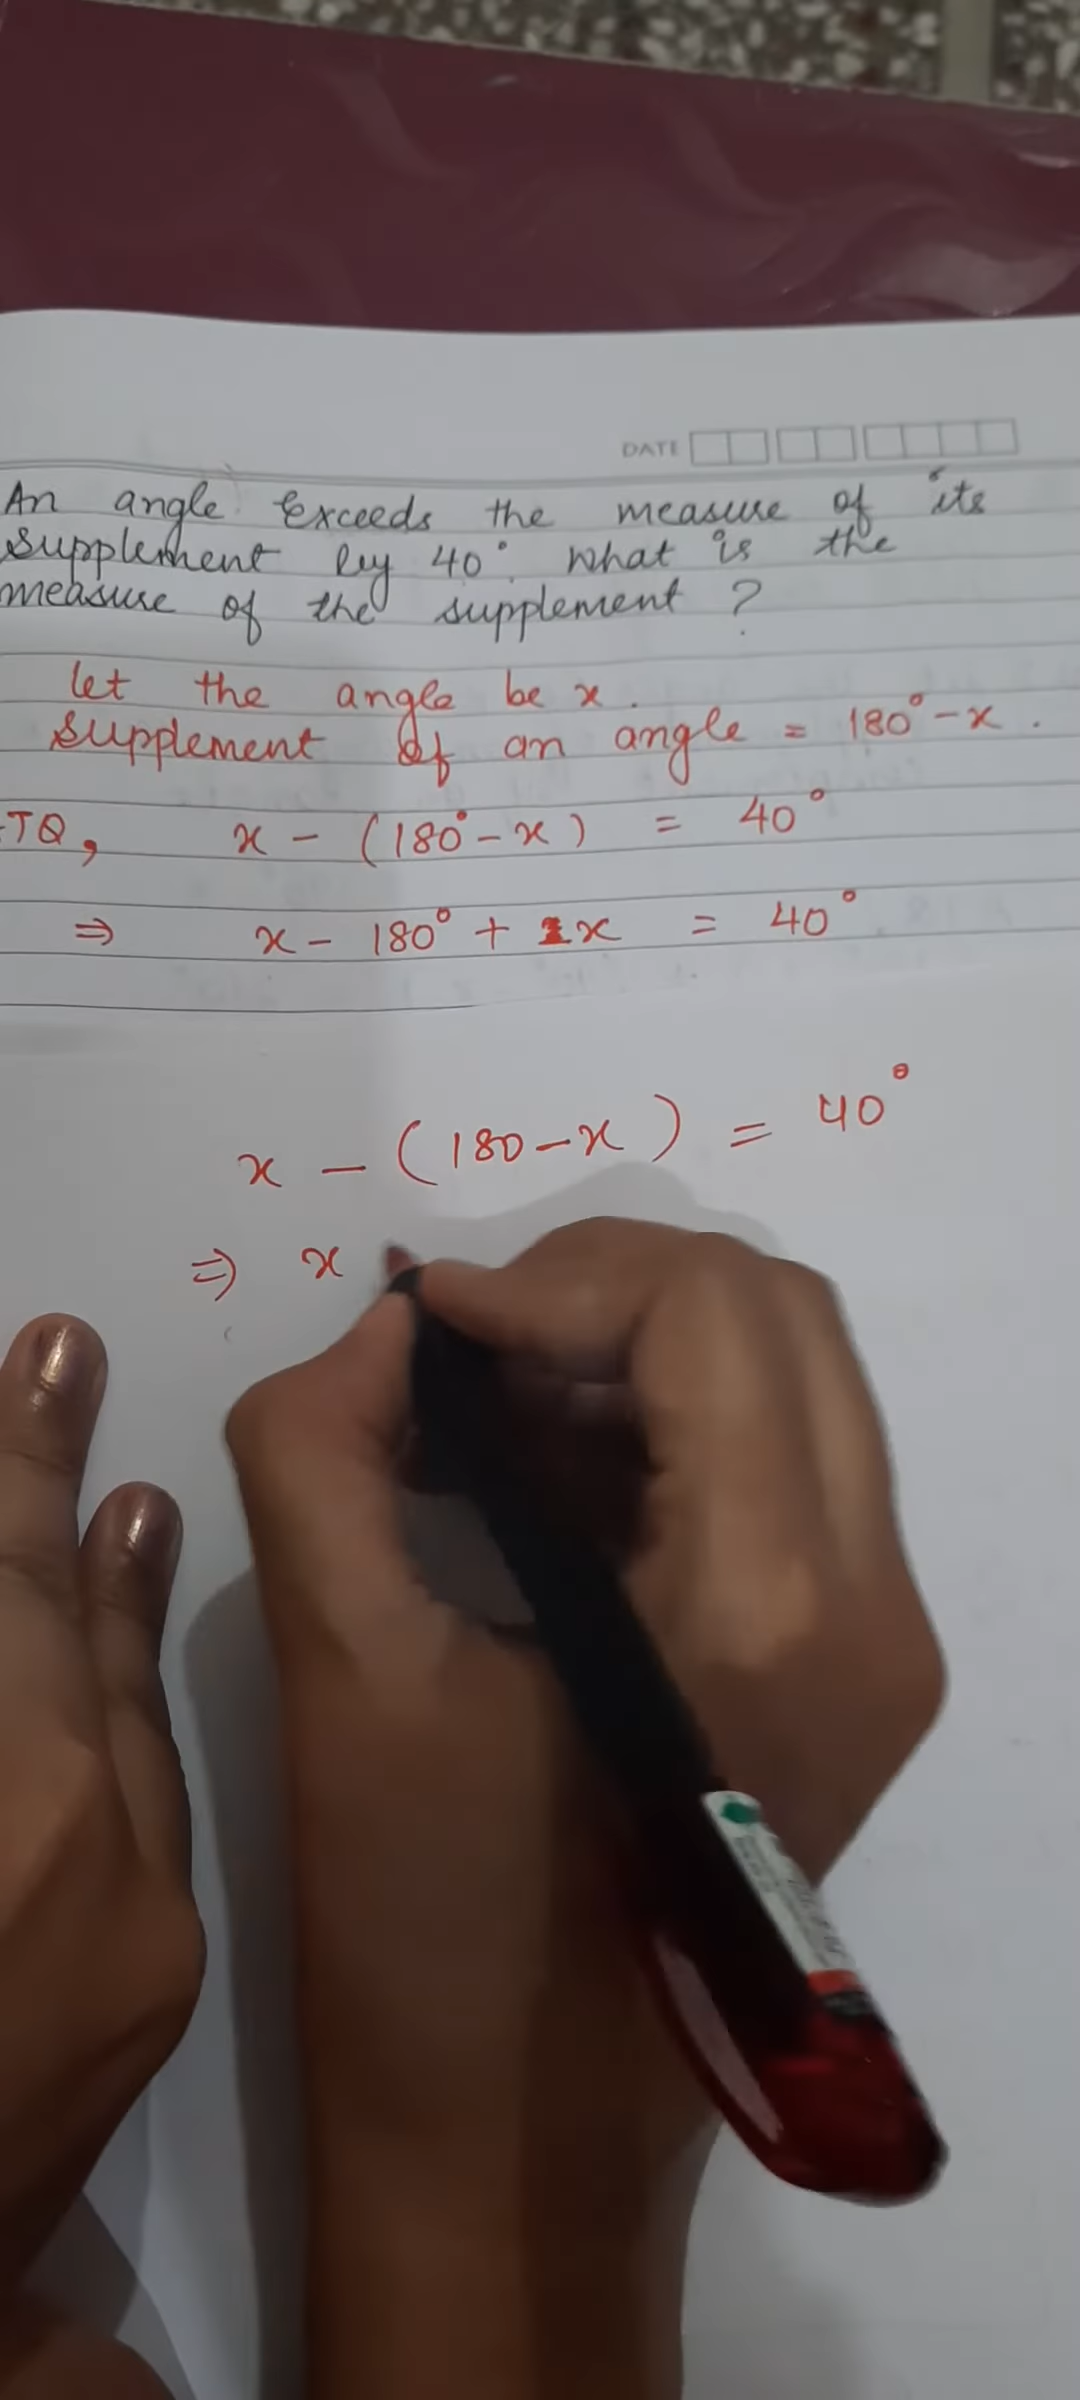 DATE
An angle exceeds the measure of its
supplement by 40°. What is the
measure of the supplement ?
let the angle be x.
supplement of an angle = 180° - x.
TQ, x - (180° - x) = 40°
⇒ x - 180° + x = 40°
x - (180 - x) = 40°
⇒ x